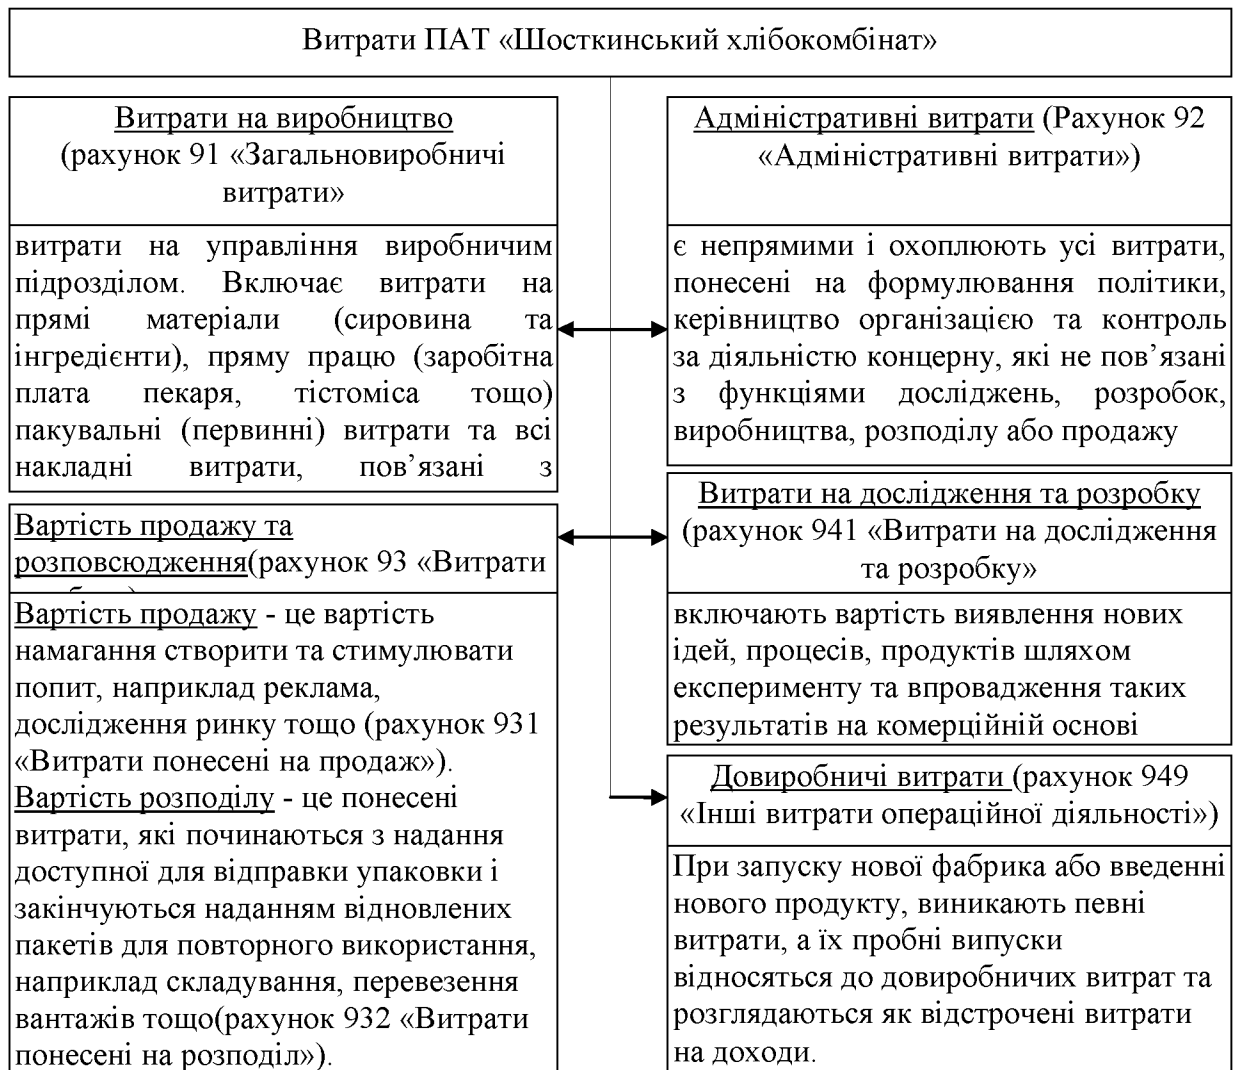 Витрати ПАТ «Шосткинський хлібокомбінат»
Витрати на виробництво
(рахунок 91 «Загальновиробничі
витрати»
витрати на управління виробничим
підрозділом. Включає витрати на
прямі матеріали (сировина та
інгредієнти), пряму працю (заробітна
плата пекаря, тістоміса тощо)
пакувальні (первинні) витрати та всі
накладні витрати, пов’язані з
Вартість продажу та
розповсюдження(рахунок 93 «Витрати
Вартість продажу - це вартість
намагання створити та стимулювати
попит, наприклад реклама,
дослідження ринку тощо (рахунок 931
«Витрати понесені на продаж»).
Вартість розподілу - це понесені
витрати, які починаються з надання
доступної для відправки упаковки і
закінчуються наданням відновлених
пакетів для повторного використання,
наприклад складування, перевезення
вантажів тощо(рахунок 932 «Витрати
понесені на розподіл»).
Адміністративні витрати (Рахунок 92
«Адміністративні витрати»)
є непрямими і охоплюють усі витрати,
понесені на формулювання політики,
керівництво організацією та контроль
за діяльністю концерну, які не пов’язані
з функціями досліджень, розробок,
виробництва, розподілу або продажу
Витрати на дослідження та розробку
(рахунок 941 «Витрати на дослідження
та розробку»
включають вартість виявлення нових
ідей, процесів, продуктів шляхом
експерименту та впровадження таких
результатів на комерційній основі
Довиробничі витрати (рахунок 949
«Інші витрати операційної діяльності»)
При запуску нової фабрика або введенні
нового продукту, виникають певні
витрати, а їх пробні випуски
відносяться до довиробничих витрат та
розглядаються як відстрочені витрати
на доходи.